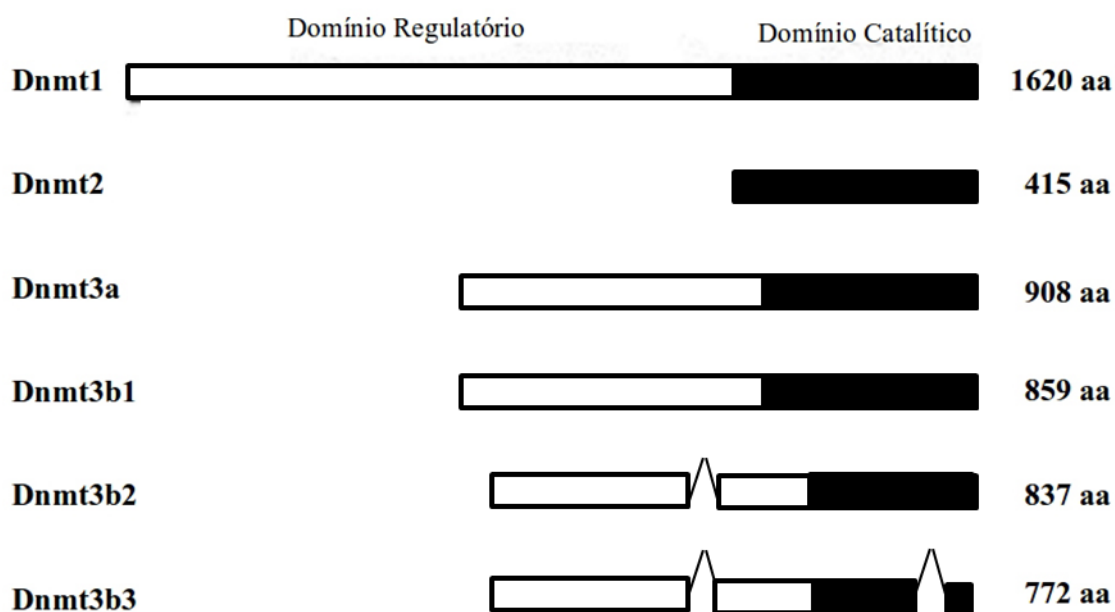 Domínio Regulatório Domínio Catalítico
Dnmt1 1620 aa
Dnmt2 415 aa
Dnmt3a 908 aa
Dnmt3b1 859 aa
Dnmt3b2 837 aa
Dnmt3b3 772 aa